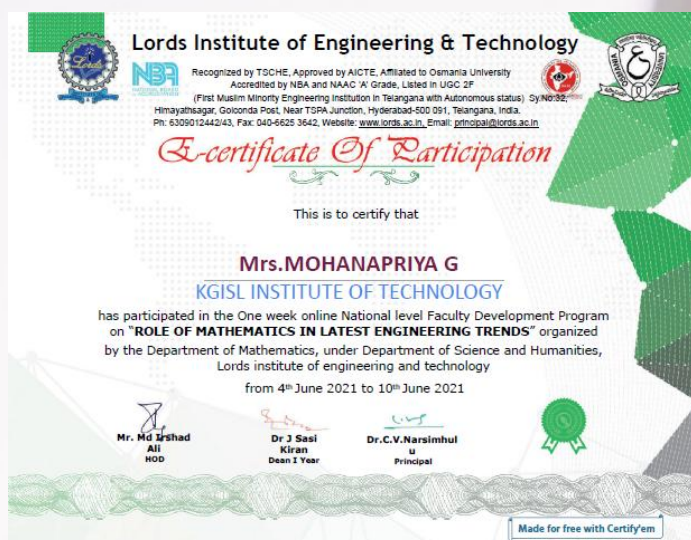 Lords Institute of Engineering & Technology
Lords
NBA
Recognized by TSCHE, Approved by AICTE, Affiliated to Osmania University
Accredited by NBA and NAAC 'A' Grade, Listed in UGC 2F
(First Muslim Minority Engineering Institution in Telangana with Autonomous status) Sy.No:32,
Himayathsagar, Golconda Post, Near TSPA Junction, Hyderabad-500 091, Telangana, India.
Ph: 6309012442/43, Fax: 040-6625 3642, Website: www.lords.ac.in, Email: principal@lords.ac.in
E-certificate Of Participation
This is to certify that
Mrs.MOHANAPRIYA G
KGISL INSTITUTE OF TECHNOLOGY
has participated in the One week online National level Faculty Development Program
on "ROLE OF MATHEMATICS IN LATEST ENGINEERING TRENDS" organized
by the Department of Mathematics, under Department of Science and Humanities,
Lords institute of engineering and technology
from 4th June 2021 to 10th June 2021
Mr. Md Irshad
Ali
HOD
Dr J Sasi
Kiran
Dean I Year
Dr.C.V.Narsimhul
u
Principal
Made for free with Certify'em